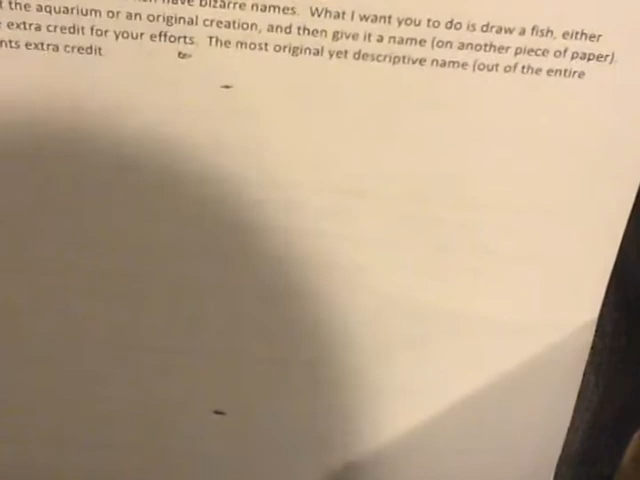 have bizarre names. What I want you to do is draw a fish, either
the aquarium or an original creation, and then give it a name (on another piece of paper).
extra credit for your efforts. The most original yet descriptive name (out of the entire
nts extra credit